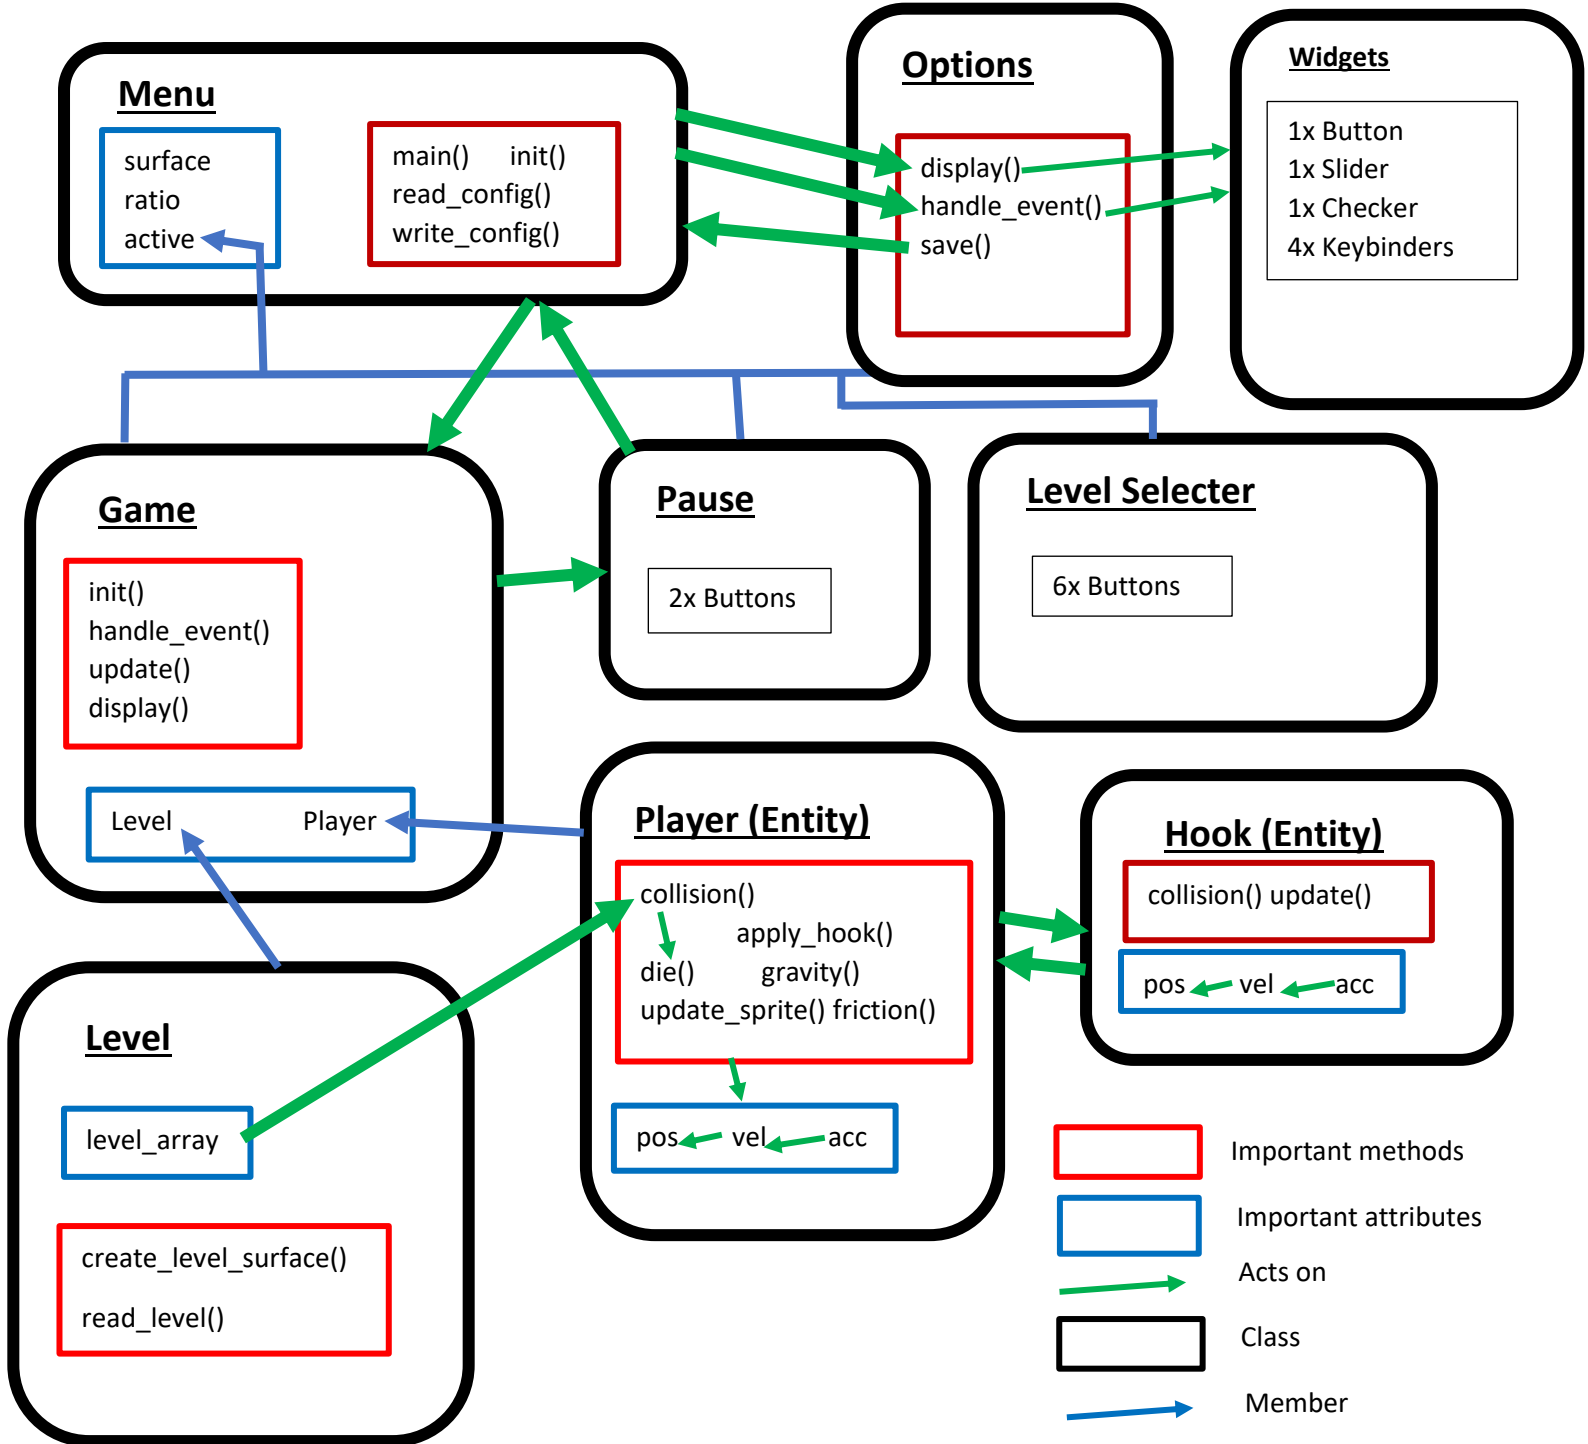 Menu
surface
ratio
active
main() init()
read_config()
write_config()
Options
display()
handle_event()
save()
Widgets
1x Button
1x Slider
1x Checker
4x Keybinders
Game
init()
handle_event()
update()
display()
Level Player
Pause
2x Buttons
Level Selecter
6x Buttons
Player (Entity)
collision()
apply_hook()
die() gravity()
update_sprite() friction()
pos vel acc
Hook (Entity)
collision() update()
pos vel acc
Level
level_array
create_level_surface()
read_level()
Important methods
Important attributes
Acts on
Class
Member